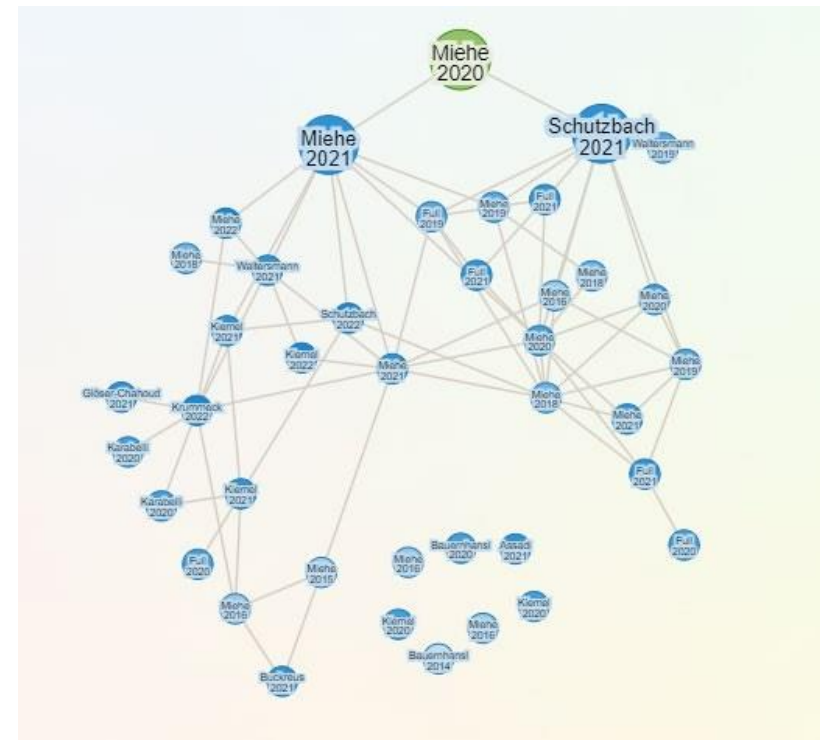 Miehe
2020
Miehe
2021
Schutzbach
2021
Waltersmann
2019
Full
2019
Miehe
2019
Full
2021
Miehe
2022
Miehe
2018
Waltersmann
2021
Full
2021
Miehe
2018
Miehe
2016
Miehe
2020
Schutzbach
2022
Kiemel
2021
Miehe
2020
Kiemel
2022
Miehe
2021
Miehe
2019
Glöser-Chahoud
2021
Krummeck
2022
Miehe
2018
Miehe
2021
Karabelli
2020
Full
2021
Karabelli
2020
Kiemel
2021
Full
2020
Bauernhansl
2020
Assadi
2021
Miehe
2016
Full
2020
Miehe
2015
Miehe
2016
Kiemel
2020
Kiemel
2020
Miehe
2016
Bauernhansl
2014
Buckreus
2021